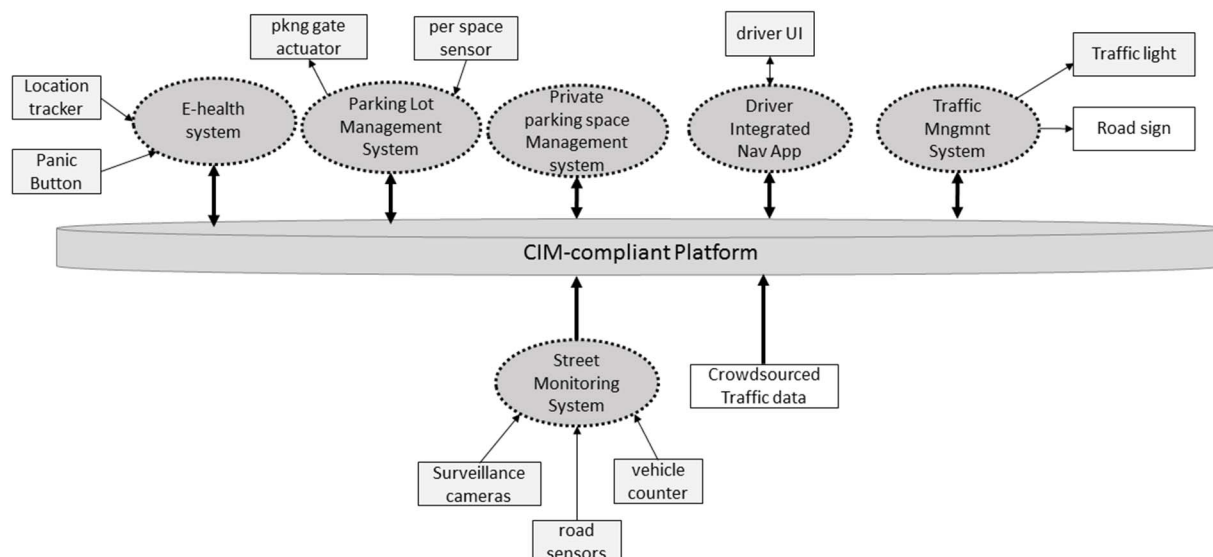 pkng gate
actuator
per space
sensor
driver UI
Traffic light
Location
tracker
E-health
system
Parking Lot
Management
System
Private
parking space
Management
system
Driver
Integrated
Nav App
Traffic
Mngmnt
System
Road sign
Panic
Button
CIM-compliant Platform
Street
Monitoring
System
Crowdsourced
Traffic data
Surveillance
cameras
vehicle
counter
road
sensors